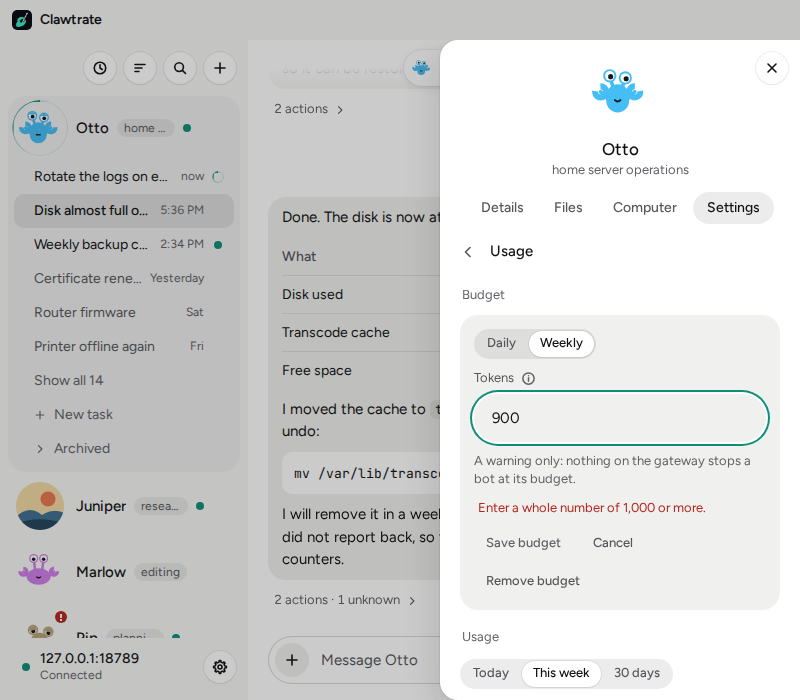 Clawtrate
Otto home ...
Rotate the logs on e... now
Disk almost full o... 5:36 PM
Weekly backup c... 2:34 PM
Certificate rene... Yesterday
Router firmware Sat
Printer offline again Fri
Show all 14
New task
Archived
Juniper resea...
Marlow editing
Pip planni...
127.0.0.1:18789
Connected
2 actions
Done. The disk is now at
What
Disk used
Transcode cache
Free space
I moved the cache to t
undo:
mv /var/lib/transco
I will remove it in a week
did not report back, so
counters.
2 actions · 1 unknown
Message Otto
Otto
home server operations
Details Files Computer Settings
Usage
Budget
Daily Weekly
Tokens
900
A warning only: nothing on the gateway stops a
bot at its budget.
Enter a whole number of 1,000 or more.
Save budget Cancel
Remove budget
Usage
Today This week 30 days